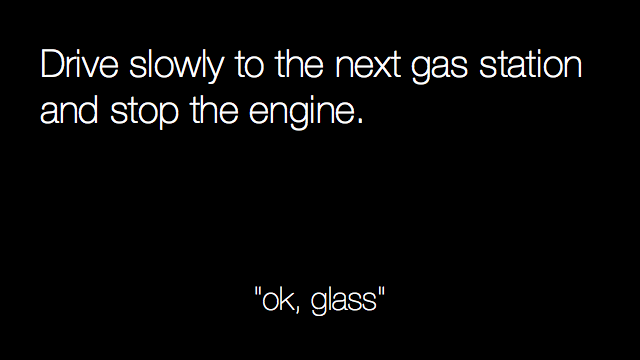 Drive slowly to the next gas station
and stop the engine.
"ok, glass"